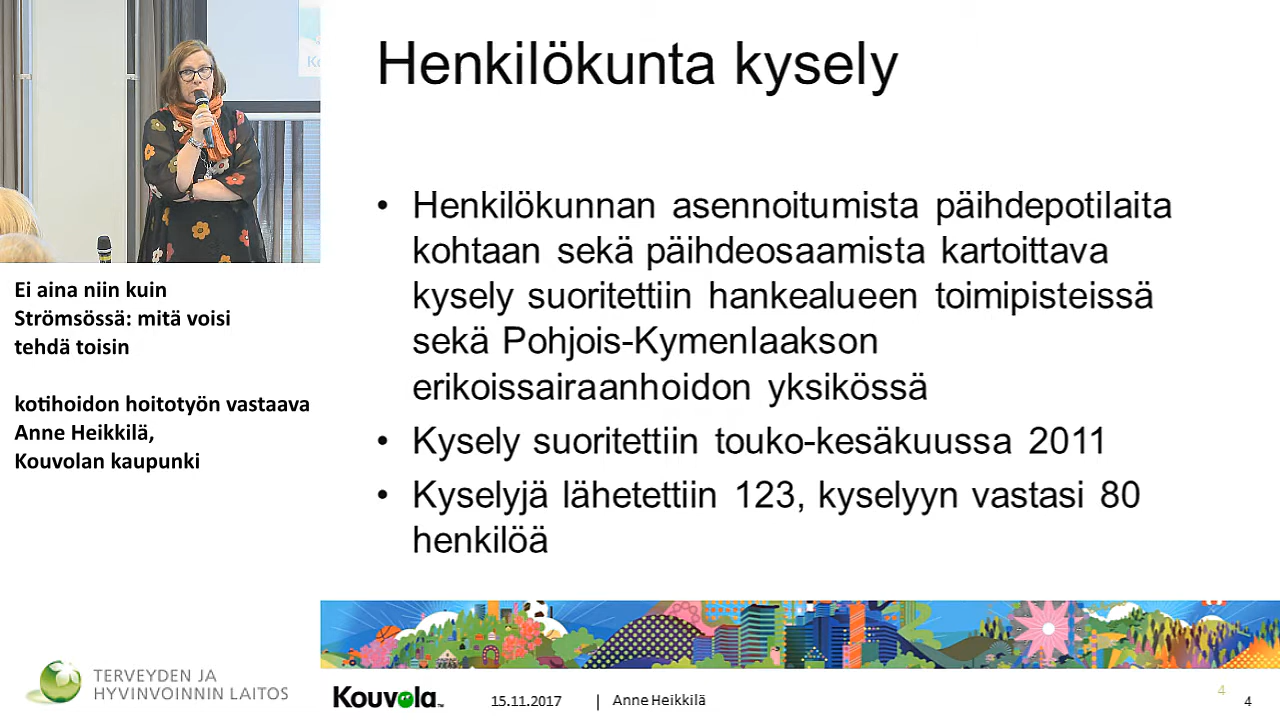 Henkilökunta kysely
• Henkilökunnan asennoitumista päihdepotilaita
kohtaan sekä päihdeosaamista kartoittava
kysely suoritettiin hankealueen toimipisteissä
sekä Pohjois-Kymenlaakson
erikoissairaanhoidon yksikössä
• Kysely suoritettiin touko-kesäkuussa 2011
• Kyselyjä lähetettiin 123, kyselyyn vastasi 80
henkilöä
Ei aina niin kuin
Strömsössä: mitä voisi
tehdä toisin
kotihoidon hoitotyön vastaava
Anne Heikkilä,
Kouvolan kaupunki
TERVEYDEN JA
HYVINVOINNIN LAITOS
Kouvola™
15.11.2017 | Anne Heikkilä
4
4